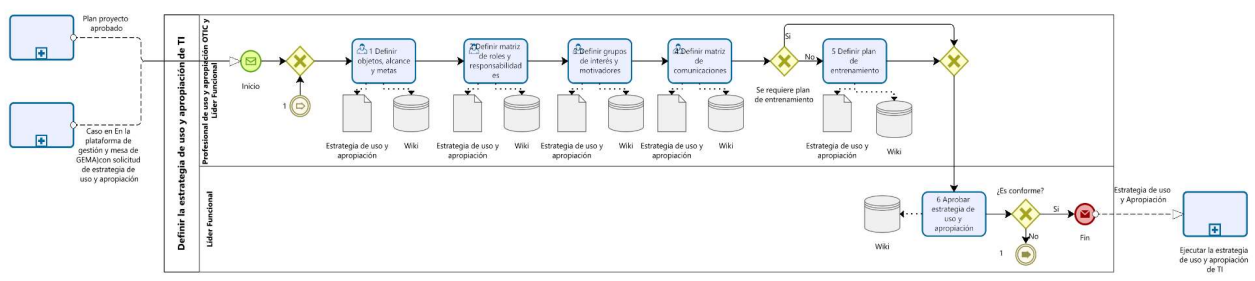 Plan proyecto
aprobado
Caso en En la
plataforma de
gestión y mesa de
GEMA)con solicitud
de estrategia de
uso y apropiación
Definir la estrategia de uso y apropiación de TI
Profesional de uso y apropiación OTIC y
Líder Funcional
Inicio
1
1 Definir
objetos, alcance
y metas
Estrategia de uso y
apropiación
Wiki
2 Definir matriz
de roles y
responsabilidad
es
Estrategia de uso y
apropiación
Wiki
3 Definir grupos
de interés y
motivadores
Estrategia de uso y
apropiación
Wiki
4 Definir matriz
de
comunicaciones
Estrategia de uso y
apropiación
Wiki
Si
No
Se requiere plan
de entrenamiento
5 Definir plan
de
entrenamiento
Estrategia de uso y
apropiación
Wiki
Líder Funcional
Wiki
6 Aprobar
estrategia de
uso y
apropiación
¿Es conforme?
Si
No
1
Fin
Estrategia de uso
y Apropiación
Ejecutar la estrategia
de uso y apropiación
de TI